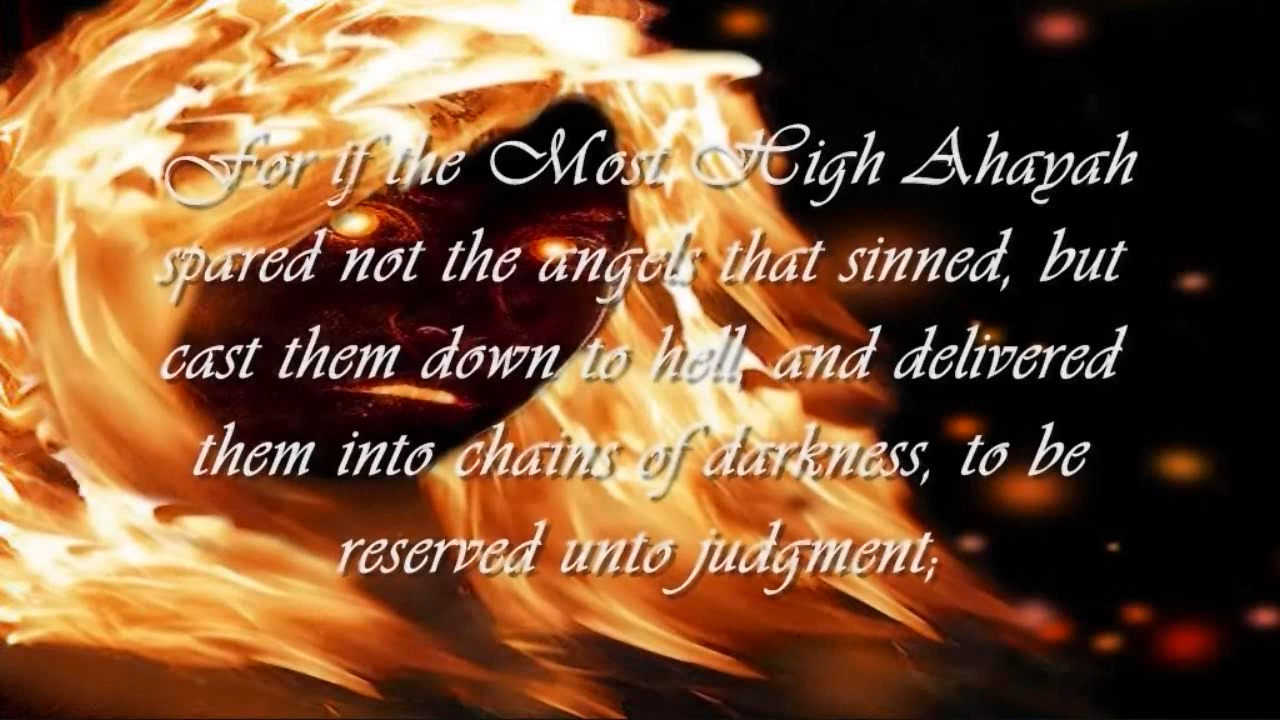 For if the Most High Ahayah
spared not the angels that sinned, but
cast them down to hell, and delivered
them into chains of darkness, to be
reserved unto judgment;